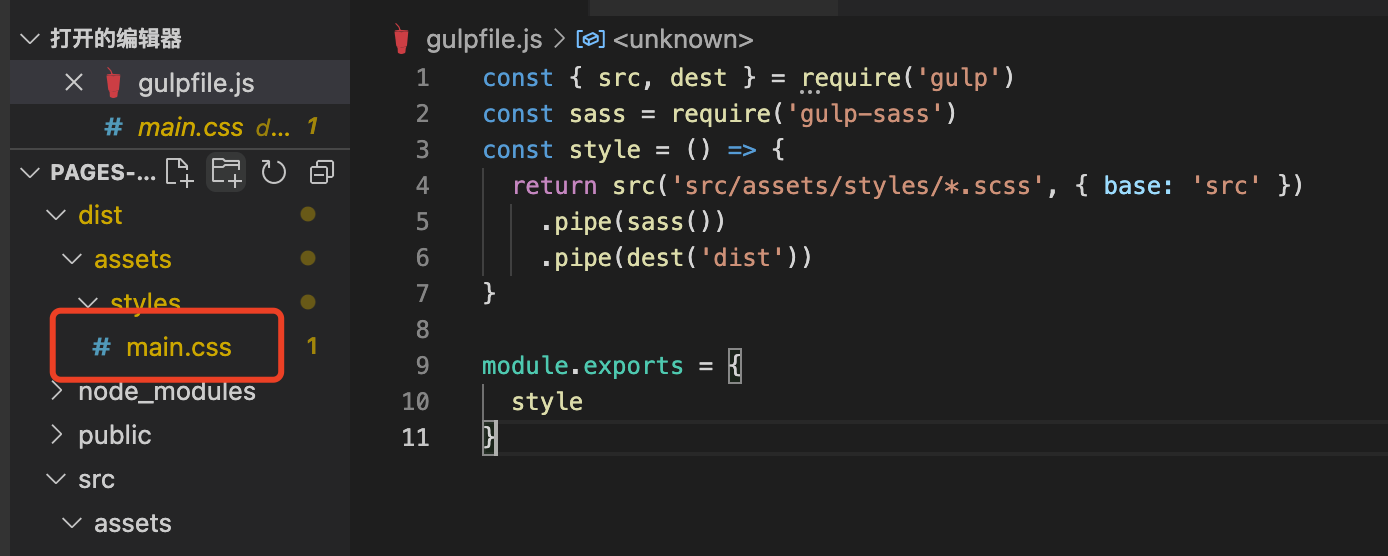 打开的编辑器
gulpfile.js
# main.css d... 1
PAGES-...
dist
assets
styles
# main.css 1
node_modules
public
src
assets
gulpfile.js > <unknown>
1 const { src, dest } = require('gulp')
2 const sass = require('gulp-sass')
3 const style = () => {
4 return src('src/assets/styles/*.scss', { base: 'src' })
5 .pipe(sass())
6 .pipe(dest('dist'))
7 }
8
9 module.exports = {
10 style
11 }